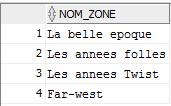 NOM_ZONE
1 La belle epoque
2 Les annees folles
3 Les annees Twist
4 Far-west